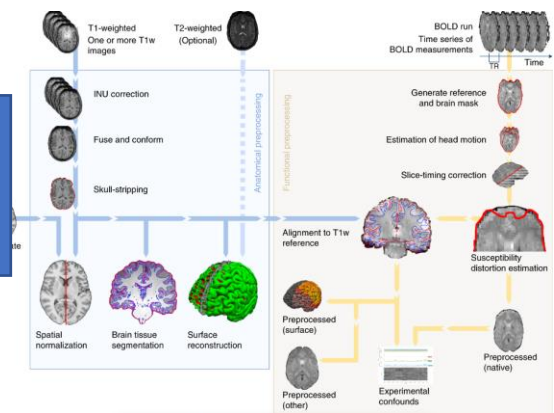 T1-weighted
One or more T1w
images
T2-weighted
(Optional)
BOLD run
Time series of
BOLD measurements
TR
Time
INU correction
Fuse and conform
Skull-stripping
Anatomical preprocessing
Functional preprocessing
Generate reference
and brain mask
Estimation of head motion
Slice-timing correction
Alignment to T1w
reference
Susceptibility
distortion estimation
Spatial
normalization
Brain tissue
segmentation
Surface
reconstruction
Preprocessed
(surface)
Preprocessed
(other)
Experimental
confounds
Preprocessed
(native)